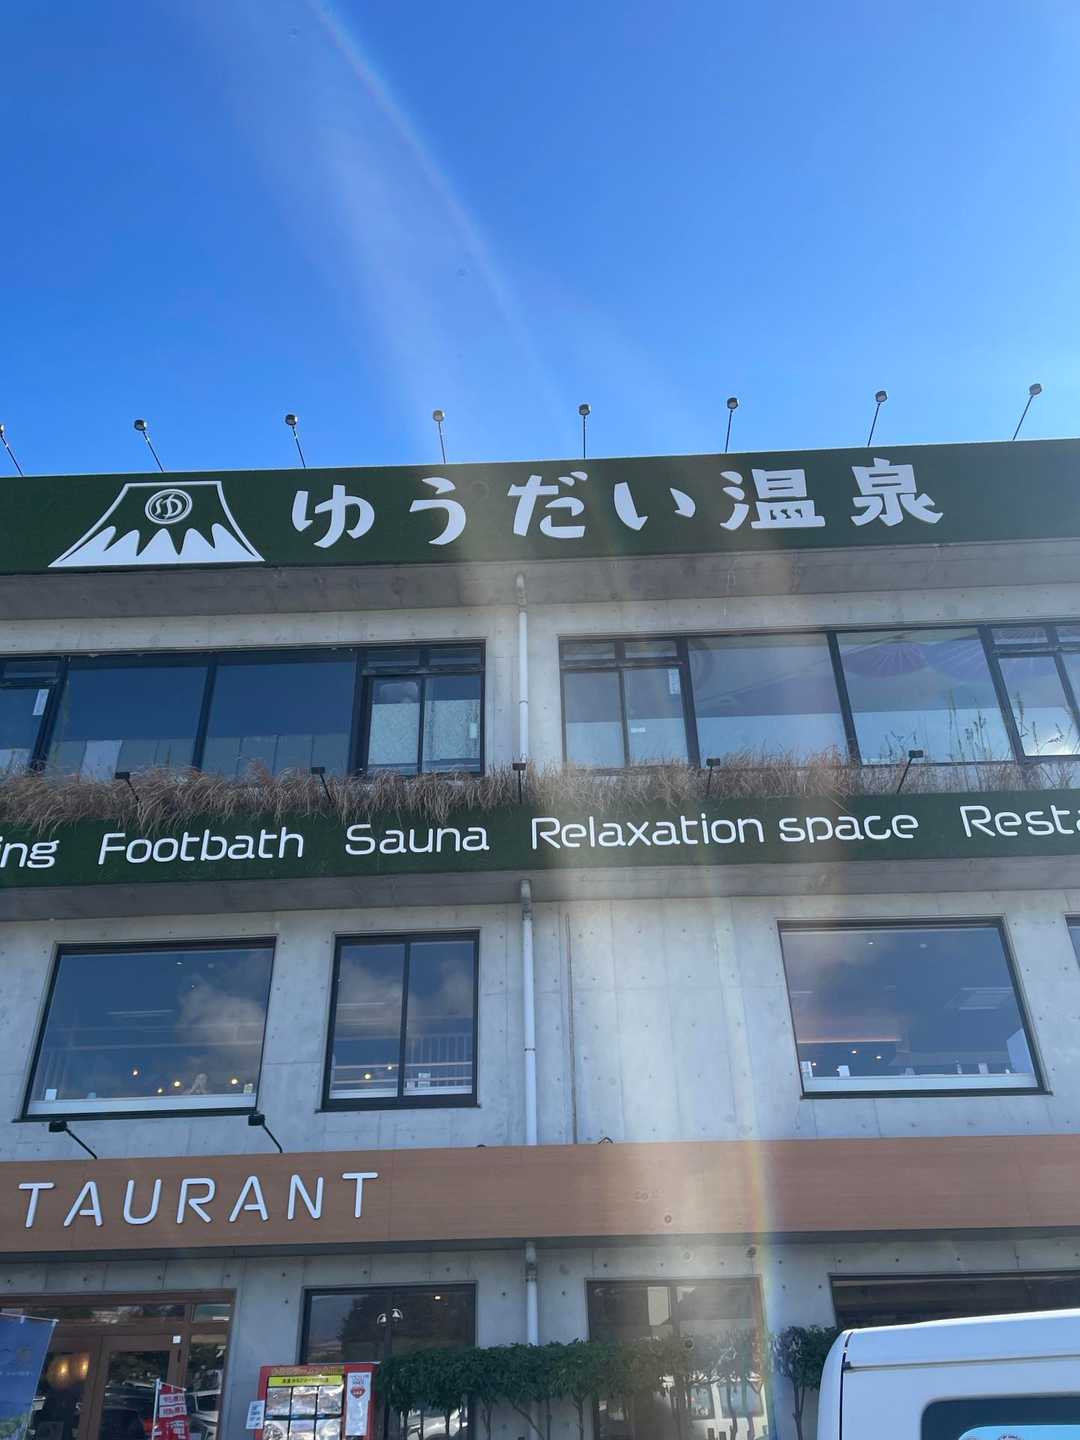 ゆうだい温泉
ing Footbath Sauna Relaxation space Resta
TAURANT